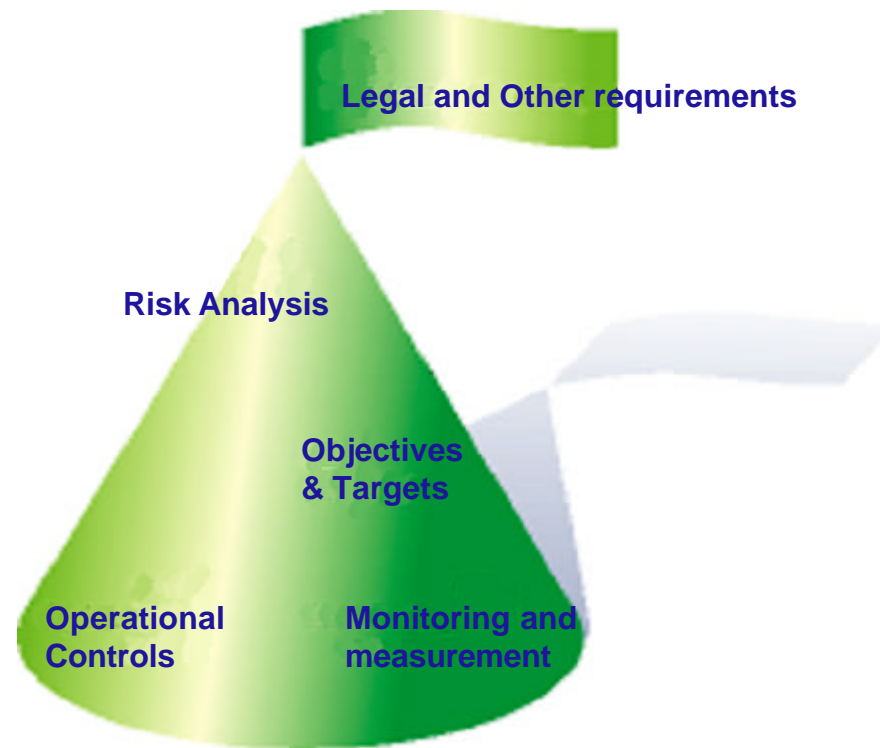 Legal and Other requirements
Risk Analysis
Objectives
& Targets
Operational
Controls
Monitoring and
measurement